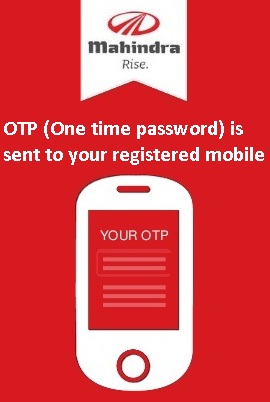 Mahindra
Rise.
OTP (One time password) is
sent to your registered mobile
YOUR OTP